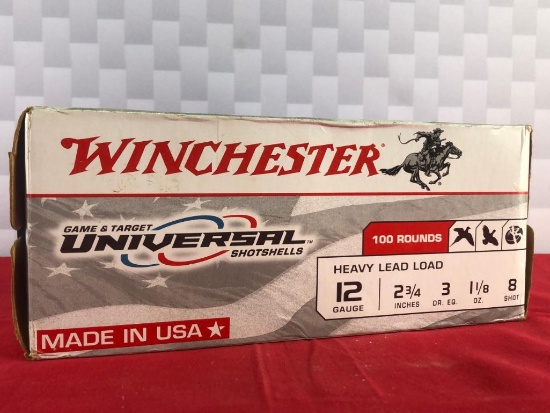 WINCHESTER
GAME & TARGET
UNIVERSAL™
SHOTSHELLS
100 ROUNDS
HEAVY LEAD LOAD
12 2 3/4 3 1 1/8 8
GAUGE INCHES DR. EQ. OZ. SHOT
MADE IN USA